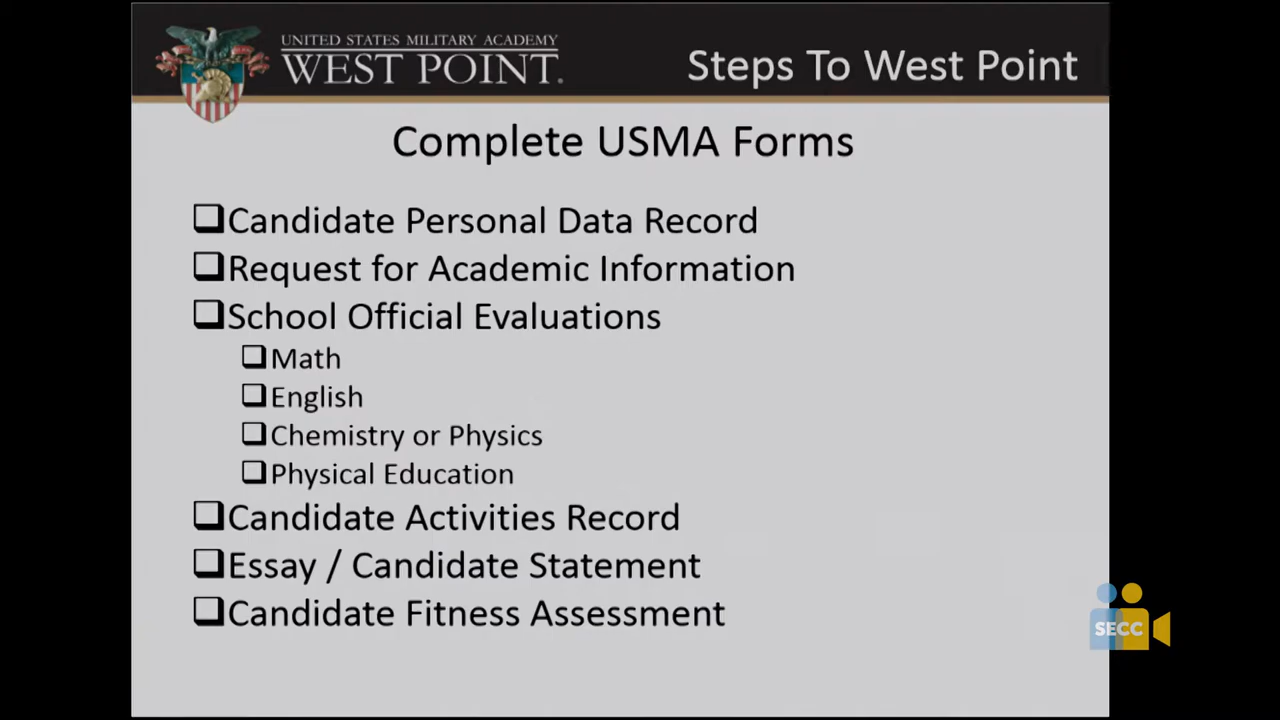 UNITED STATES MILITARY ACADEMY
WEST POINT.
Steps To West Point
Complete USMA Forms
Candidate Personal Data Record
Request for Academic Information
School Official Evaluations
Math
English
Chemistry or Physics
Physical Education
Candidate Activities Record
Essay / Candidate Statement
Candidate Fitness Assessment
SECC